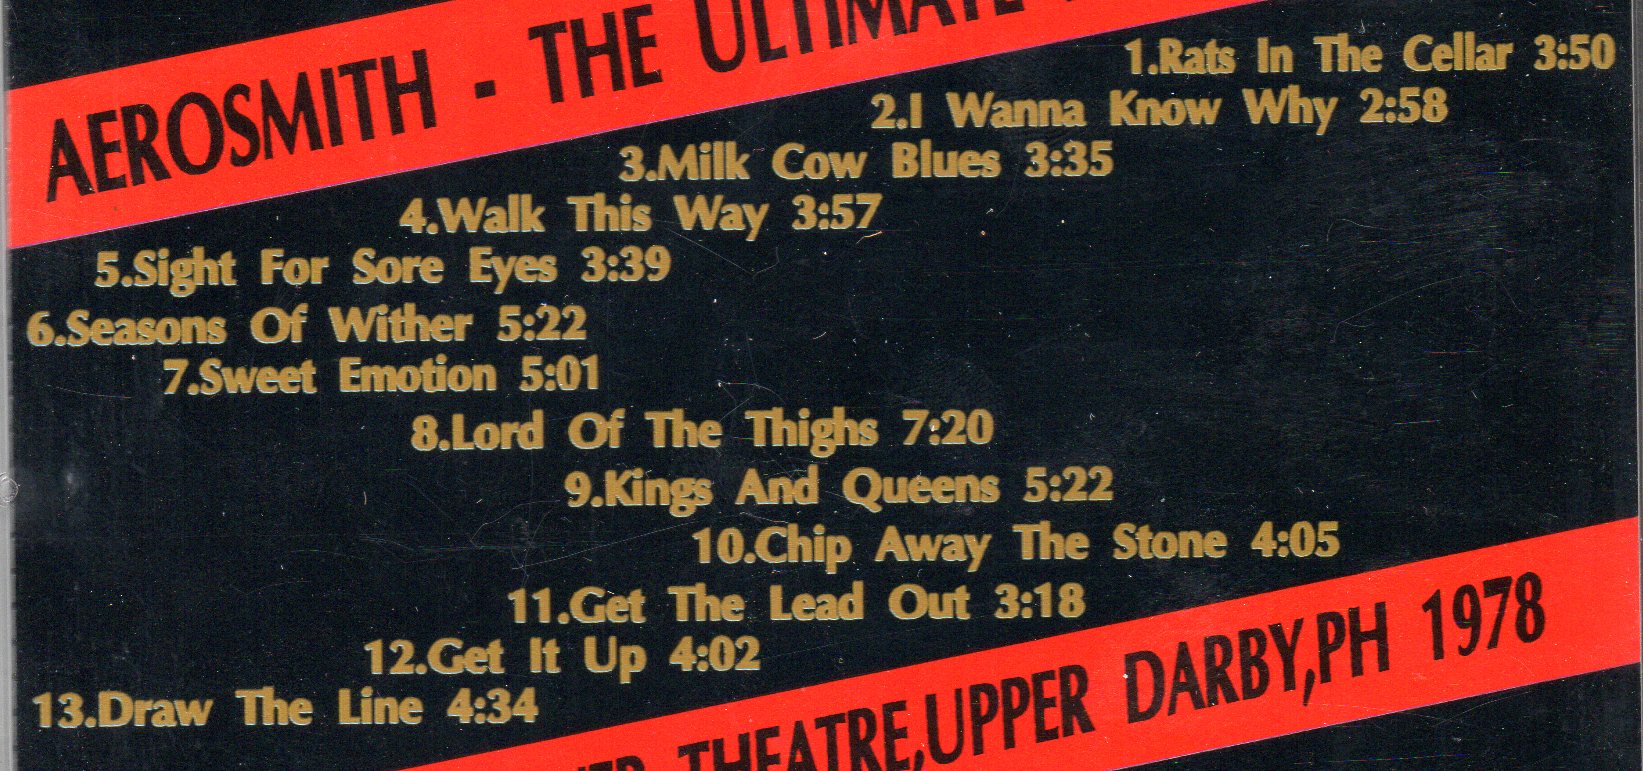 AEROSMITH - THE ULTIMATE
1.Rats In The Cellar 3:50
2.I Wanna Know Why 2:58
3.Milk Cow Blues 3:35
4.Walk This Way 3:57
5.Sight For Sore Eyes 3:39
6.Seasons Of Wither 5:22
7.Sweet Emotion 5:01
8.Lord Of The Thighs 7:20
9.Kings And Queens 5:22
10.Chip Away The Stone 4:05
11.Get The Lead Out 3:18
12.Get It Up 4:02
13.Draw The Line 4:34
THEATRE,UPPER DARBY,PH 1978